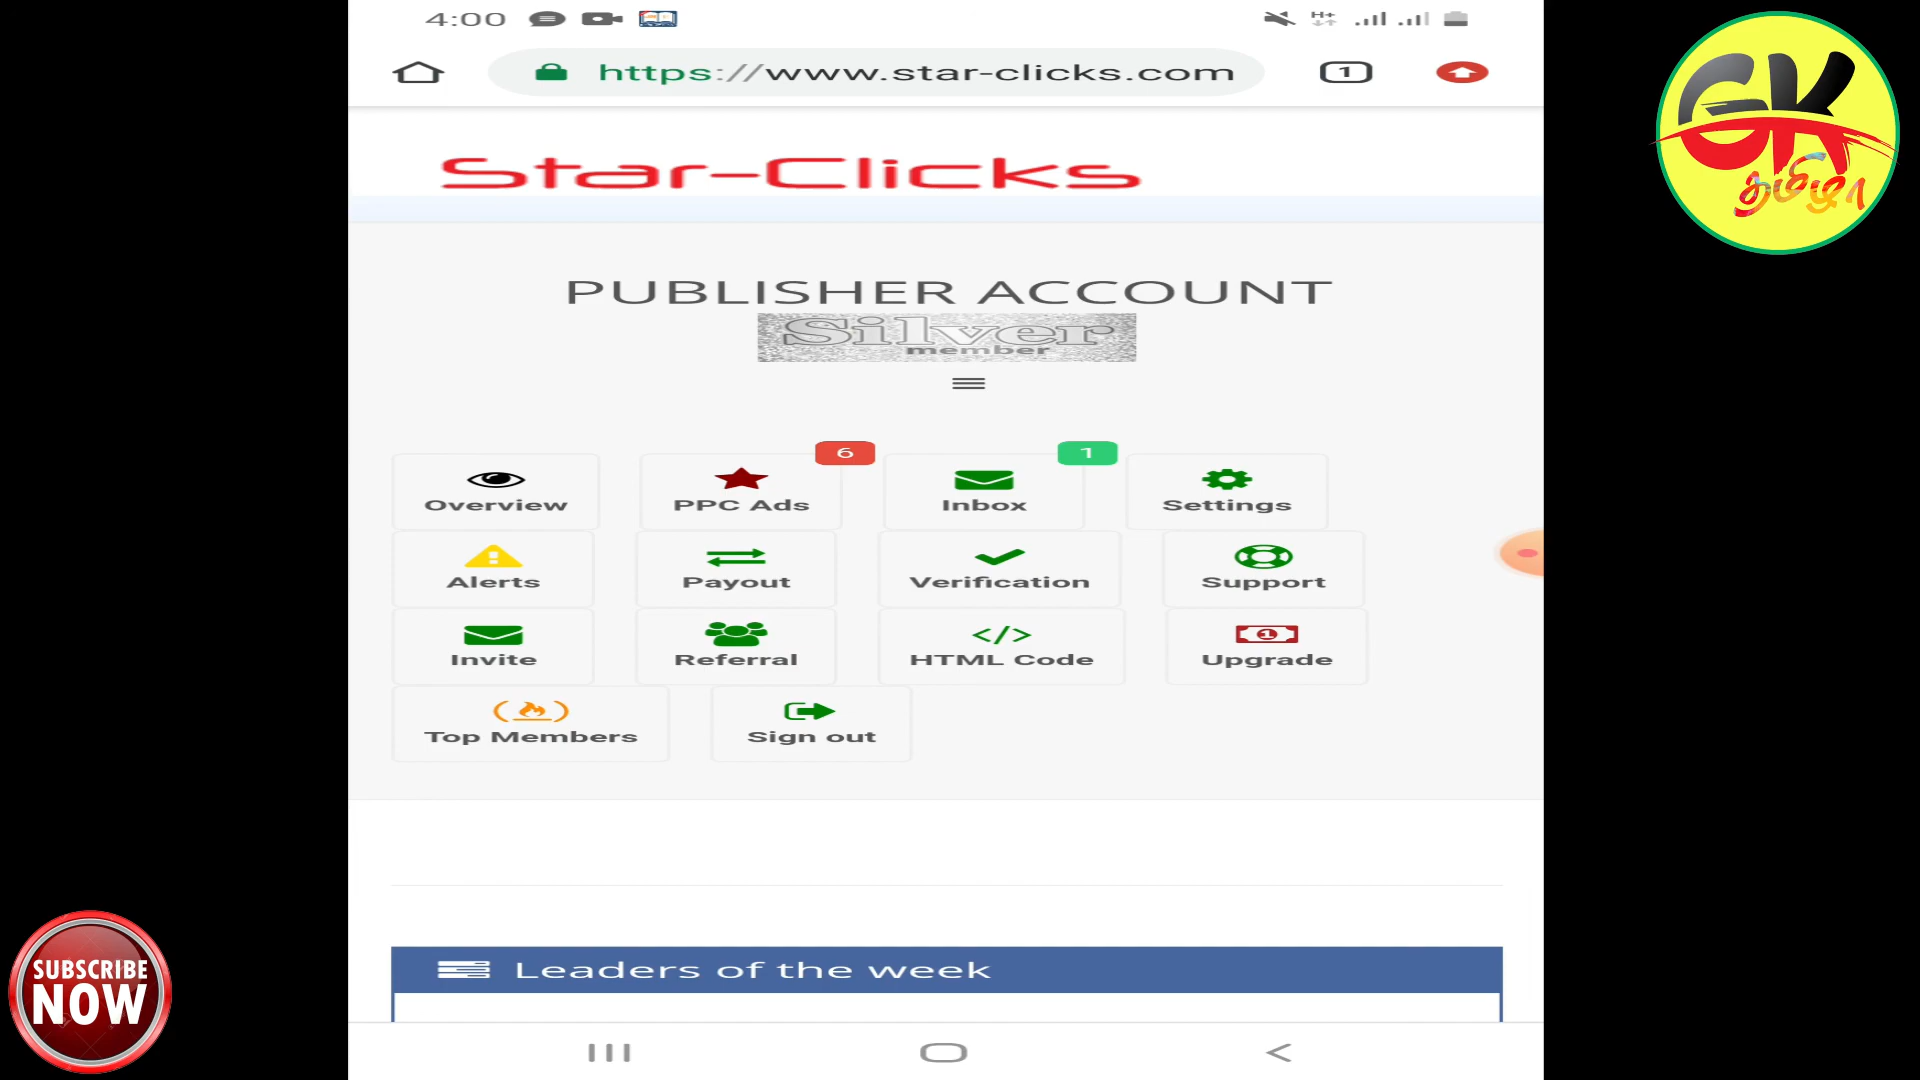 4:00
H+
https://www.star-clicks.com
1
GK
தமிழா
Star-Clicks
PUBLISHER ACCOUNT
Silver
member
6
1
Overview
PPC Ads
Inbox
Settings
Alerts
Payout
Verification
Support
Invite
Referral
HTML Code
Upgrade
Top Members
Sign out
Leaders of the week
SUBSCRIBE
NOW